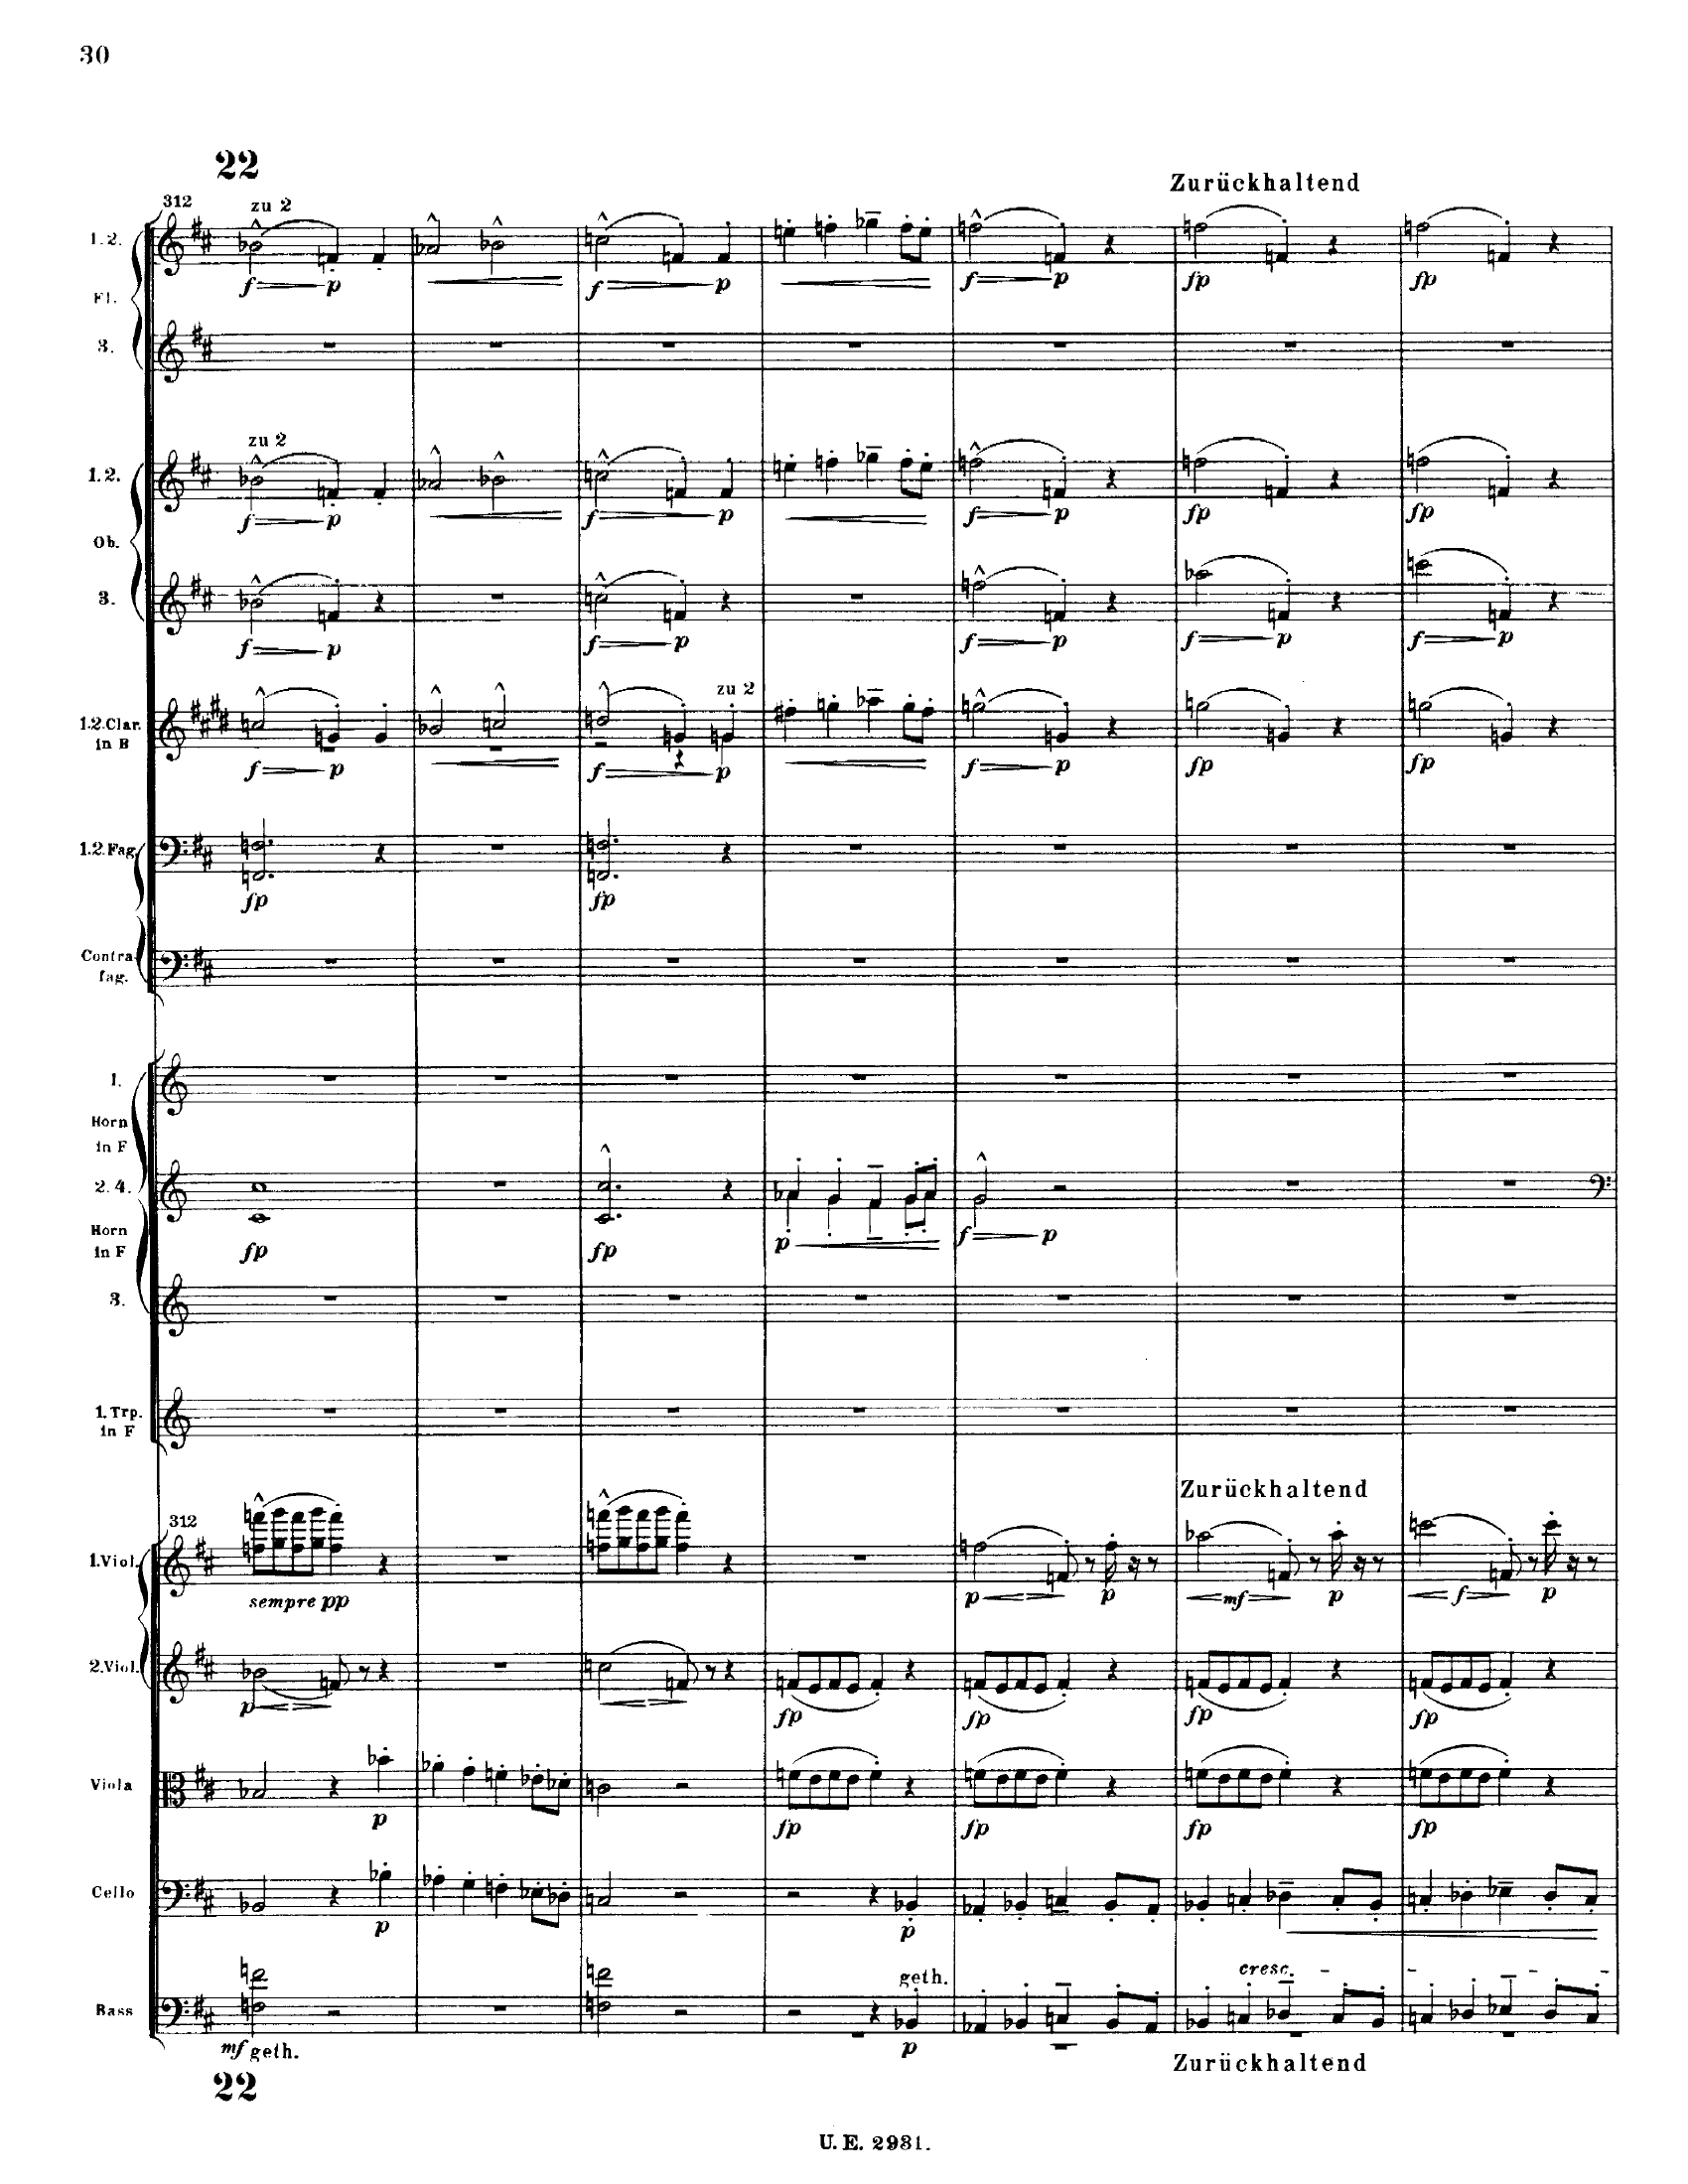 30
22
Zurückhaltend
312
zu 2
1. 2.
f
p
f
p
f
p
fp
fp
Fl.
3.
zu 2
1. 2.
f
p
f
p
f
p
fp
fp
Ob.
3.
f
p
f
p
f
p
f
p
f
p
zu 2
1.2.Clar.
in B
f
p
f
p
f
p
fp
fp
1.2.Fag.
fp
fp
Contra-
fag.
1.
Horn
in F
2. 4.
Horn
in F
fp
fp
p
f
p
3.
1. Trp.
in F
Zurückhaltend
312
1.Viol.
sempre pp
p
p
mf
p
f
p
2.Viol.
p
fp
fp
fp
fp
Viola
p
fp
fp
fp
fp
Cello
p
p
geth.
cresc.
Bass
mf geth.
p
Zurückhaltend
22
U. E. 2931.